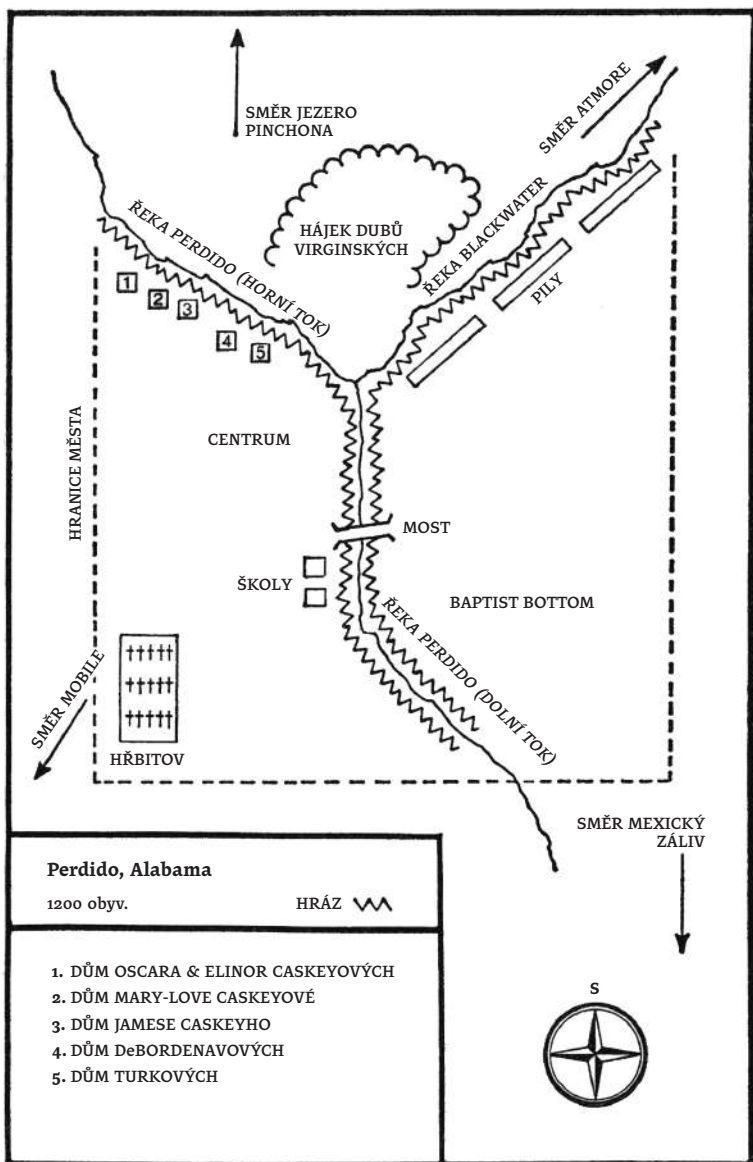 SMĚR JEZERO
PINCHONA
SMĚR ATMORE
HÁJEK DUBŮ
VIRGINSKÝCH
ŘEKA PERDIDO (HORNÍ TOK)
ŘEKA BLACKWATER
PILY
1
2
3
4
5
HRANICE MĚSTA
CENTRUM
MOST
ŠKOLY
BAPTIST BOTTOM
ŘEKA PERDIDO (DOLNÍ TOK)
SMĚR MOBILE
HŘBITOV
SMĚR MEXICKÝ
ZÁLIV
Perdido, Alabama
1200 obyv.
HRÁZ
1. DŮM OSCARA & ELINOR CASKEYOVÝCH
2. DŮM MARY-LOVE CASKEYOVÉ
3. DŮM JAMESE CASKEYHO
4. DŮM DeBORDENAVOVÝCH
5. DŮM TURKOVÝCH
S